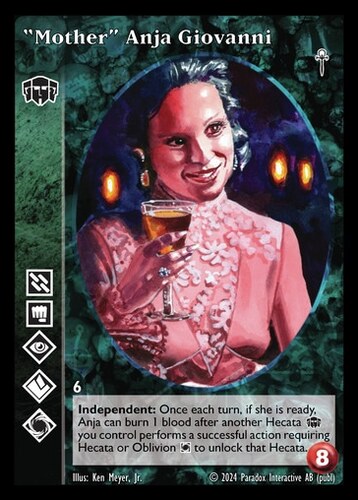 "Mother" Anja Giovanni
6
Independent: Once each turn, if she is ready,
Anja can burn 1 blood after another Hecata
you control performs a successful action requiring
Hecata or Oblivion to unlock that Hecata.
8
Illus: Ken Meyer, Jr.
© 2024 Paradox Interactive AB (publ)